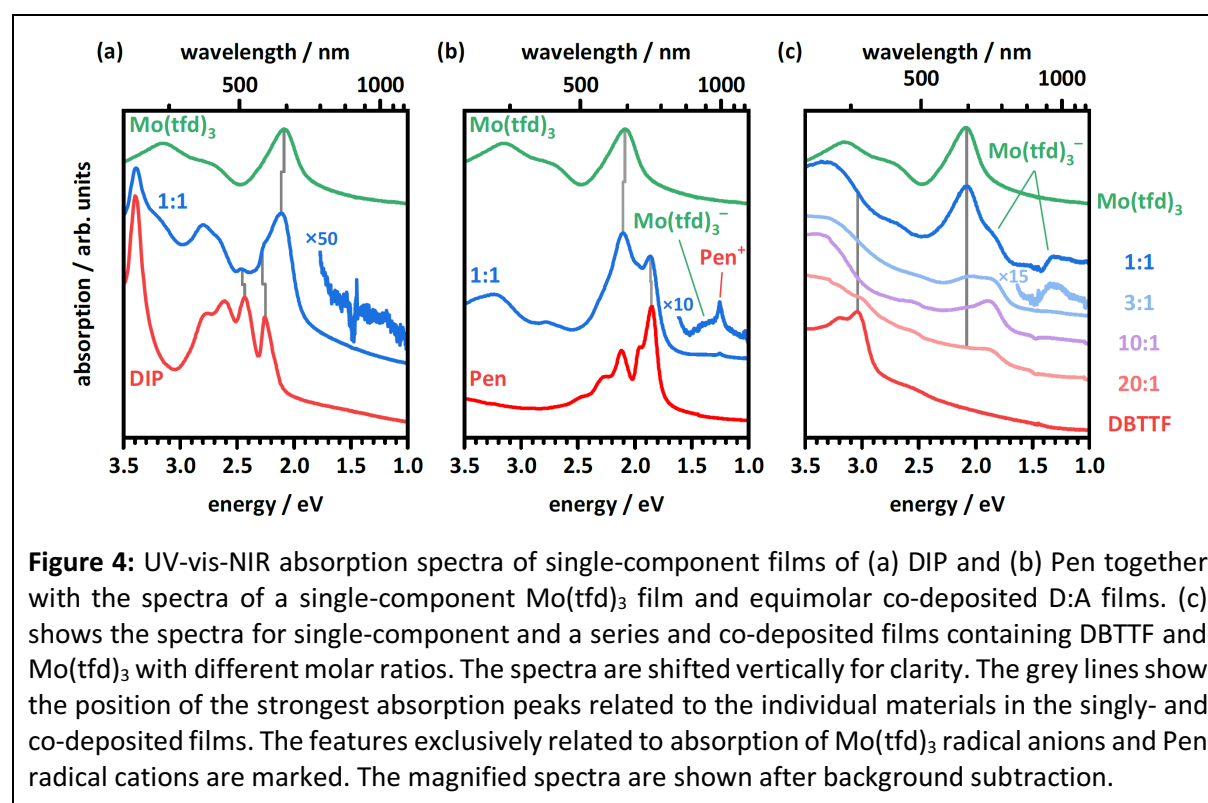 (a) wavelength / nm (b) wavelength / nm (c) wavelength / nm
500 1000 500 1000 500 1000
absorption / arb. units
Mo(tfd)₃
1:1
×50
DIP
Mo(tfd)₃
Mo(tfd)₃⁻
Pen⁺
1:1
×10
Pen
Mo(tfd)₃⁻
Mo(tfd)₃
1:1
×15
3:1
10:1
20:1
DBTTF
3.5 3.0 2.5 2.0 1.5 1.0 3.5 3.0 2.5 2.0 1.5 1.0 3.5 3.0 2.5 2.0 1.5 1.0
energy / eV energy / eV energy / eV
Figure 4: UV-vis-NIR absorption spectra of single-component films of (a) DIP and (b) Pen together
with the spectra of a single-component Mo(tfd)₃ film and equimolar co-deposited D:A films. (c)
shows the spectra for single-component and a series and co-deposited films containing DBTTF and
Mo(tfd)₃ with different molar ratios. The spectra are shifted vertically for clarity. The grey lines show
the position of the strongest absorption peaks related to the individual materials in the singly- and
co-deposited films. The features exclusively related to absorption of Mo(tfd)₃ radical anions and Pen
radical cations are marked. The magnified spectra are shown after background subtraction.